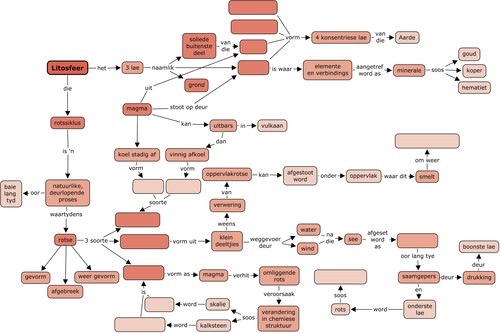 soliede
buitenste
deel
van
die
vorm
4 konsentriese lae
van
die
Aarde
Litosfeer
het
3 lae
naamlik
grond
is waar
elemente
en verbindings
aangetref
word as
minerale
soos
goud
koper
hematiet
die
uit
magma
stoot op deur
kan
uitbars
in
vulkaan
rotssiklus
is 'n
dan
koel stadig af
vinnig afkoel
vorm
vorm
oppervlakrotse
kan
afgestoot
word
onder
oppervlak
waar dit
smelt
om weer
baie
lang
tyd
oor
natuurlike,
deurlopende
proses
waartydens
soorte
van
verwering
weens
rotse
3 soorte
vorm uit
klein
deeltjies
weggevoer
deur
water
wind
na
die
see
afgeset
word as
oor lang tye
boonste lae
gevorm
weer gevorm
afgebreek
vorm as
magma
verhit
omliggende
rots
saamgepers
deur
drukking
is
veroorsaak
soos
en
word
skalie
soos
word
kalksteen
verandering
in chemiese
struktuur
rots
word
onderste
lae